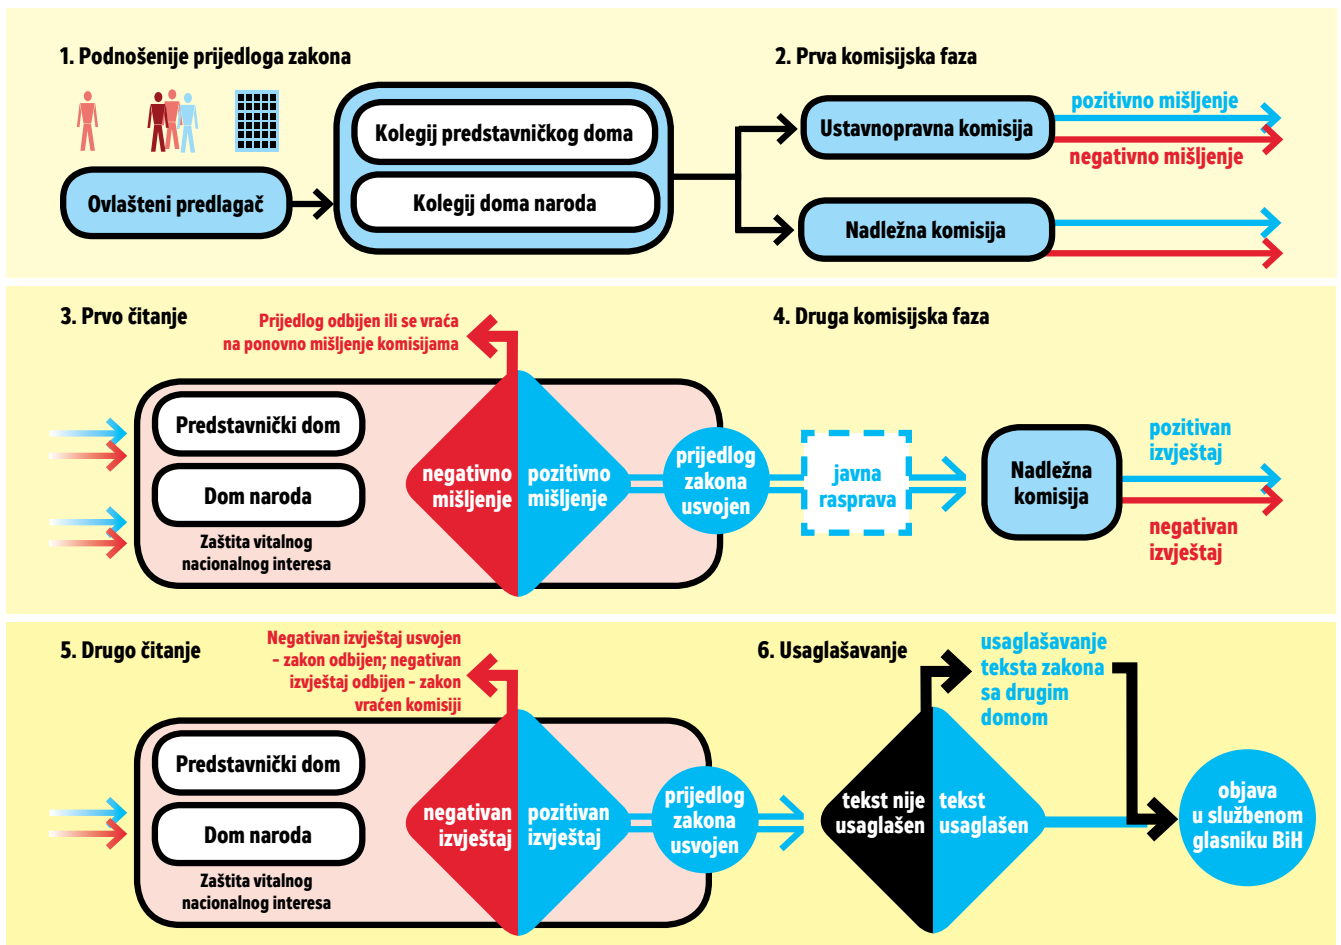 1. Podnošenije prijedloga zakona
Ovlašteni predlagač
Kolegij predstavničkog doma
Kolegij doma naroda
2. Prva komisijska faza
Ustavnopravna komisija
pozitivno mišljenje
negativno mišljenje
Nadležna komisija
3. Prvo čitanje
Prijedlog odbijen ili se vraća
na ponovno mišljenje komisijama
Predstavnički dom
Dom naroda
Zaštita vitalnog
nacionalnog interesa
negativno
mišljenje
pozitivno
mišljenje
prijedlog
zakona
usvojen
4. Druga komisijska faza
javna
rasprava
Nadležna
komisija
pozitivan
izvještaj
negativan
izvještaj
5. Drugo čitanje
Negativan izvještaj usvojen
– zakon odbijen; negativan
izvještaj odbijen – zakon
vraćen komisiji
Predstavnički dom
Dom naroda
Zaštita vitalnog
nacionalnog interesa
negativan
izvještaj
pozitivan
izvještaj
prijedlog
zakona
usvojen
6. Usaglašavanje
usaglašavanje
teksta zakona
sa drugim
domom
tekst nije
usaglašen
tekst
usaglašen
objava
u službenom
glasniku BiH